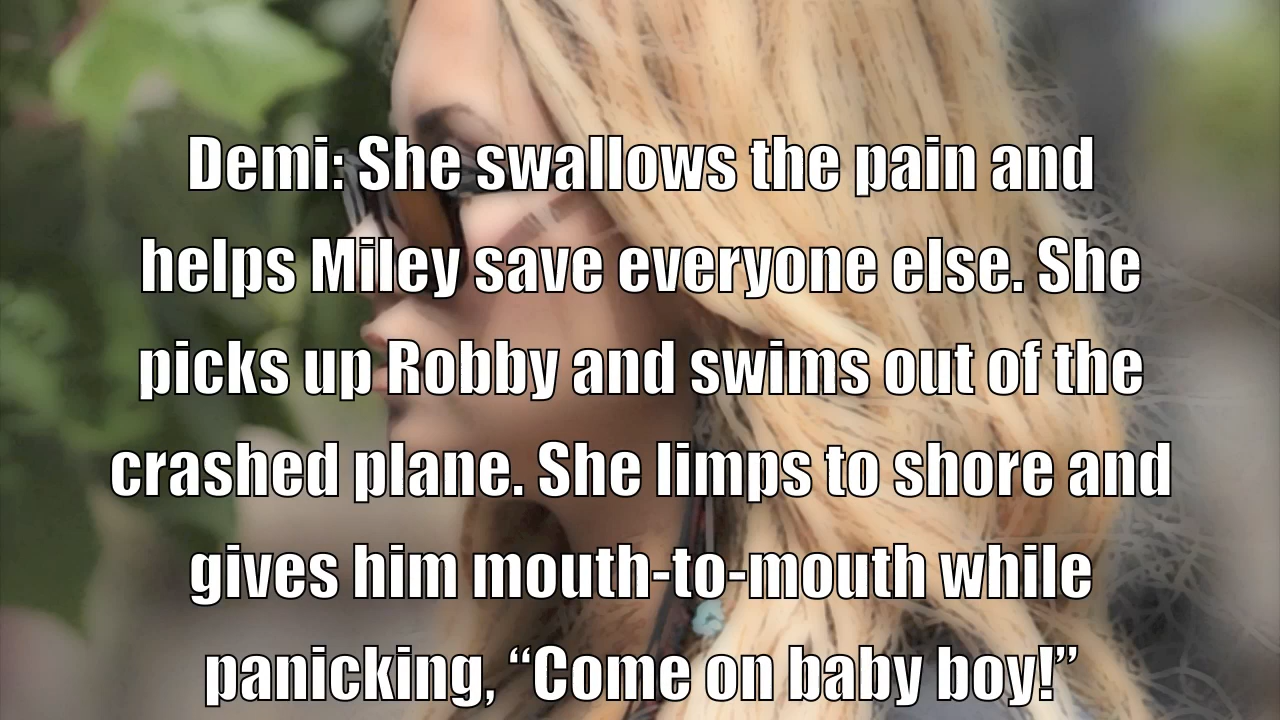 Demi: She swallows the pain and
helps Miley save everyone else. She
picks up Robby and swims out of the
crashed plane. She limps to shore and
gives him mouth-to-mouth while
panicking, “Come on baby boy!”